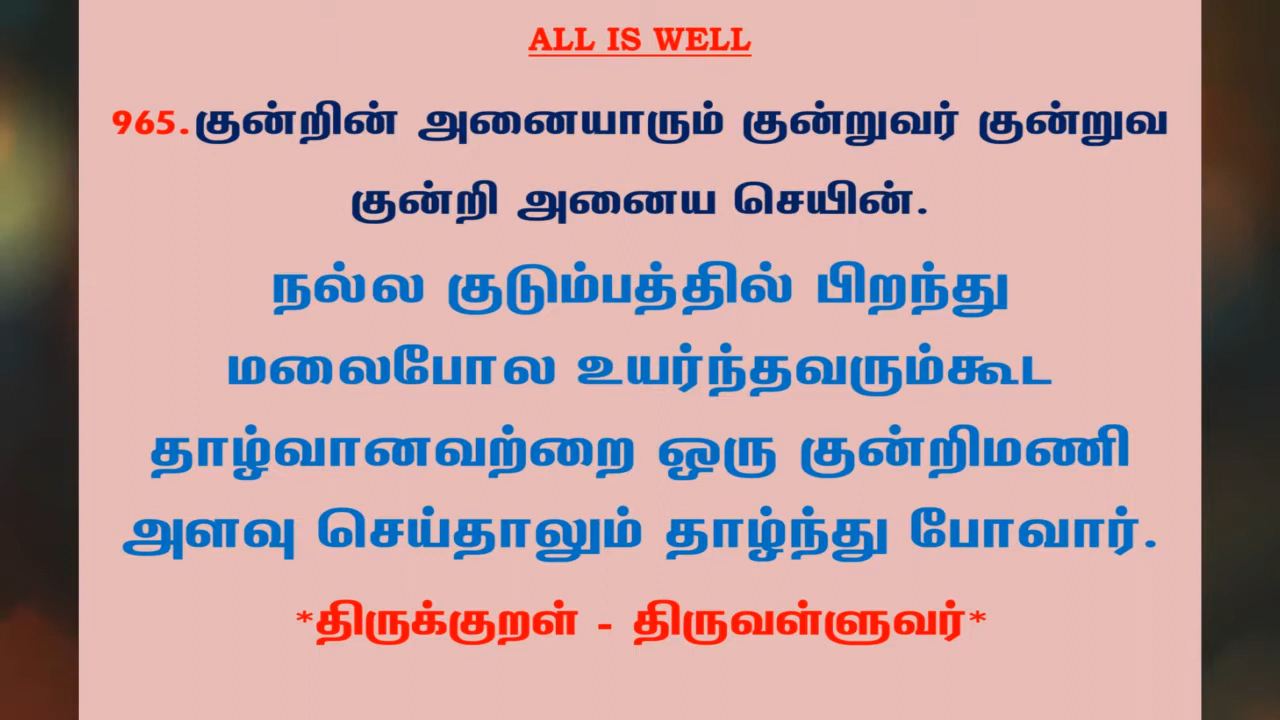 ALL IS WELL
965.குன்றின் அனையாரும் குன்றுவர் குன்றுவ
குன்றி அனைய செயின்.
நல்ல குடும்பத்தில் பிறந்து
மலைபோல உயர்ந்தவரும்கூட
தாழ்வானவற்றை ஒரு குன்றிமணி
அளவு செய்தாலும் தாழ்ந்து போவார்.
*திருக்குறள் - திருவள்ளுவர்*